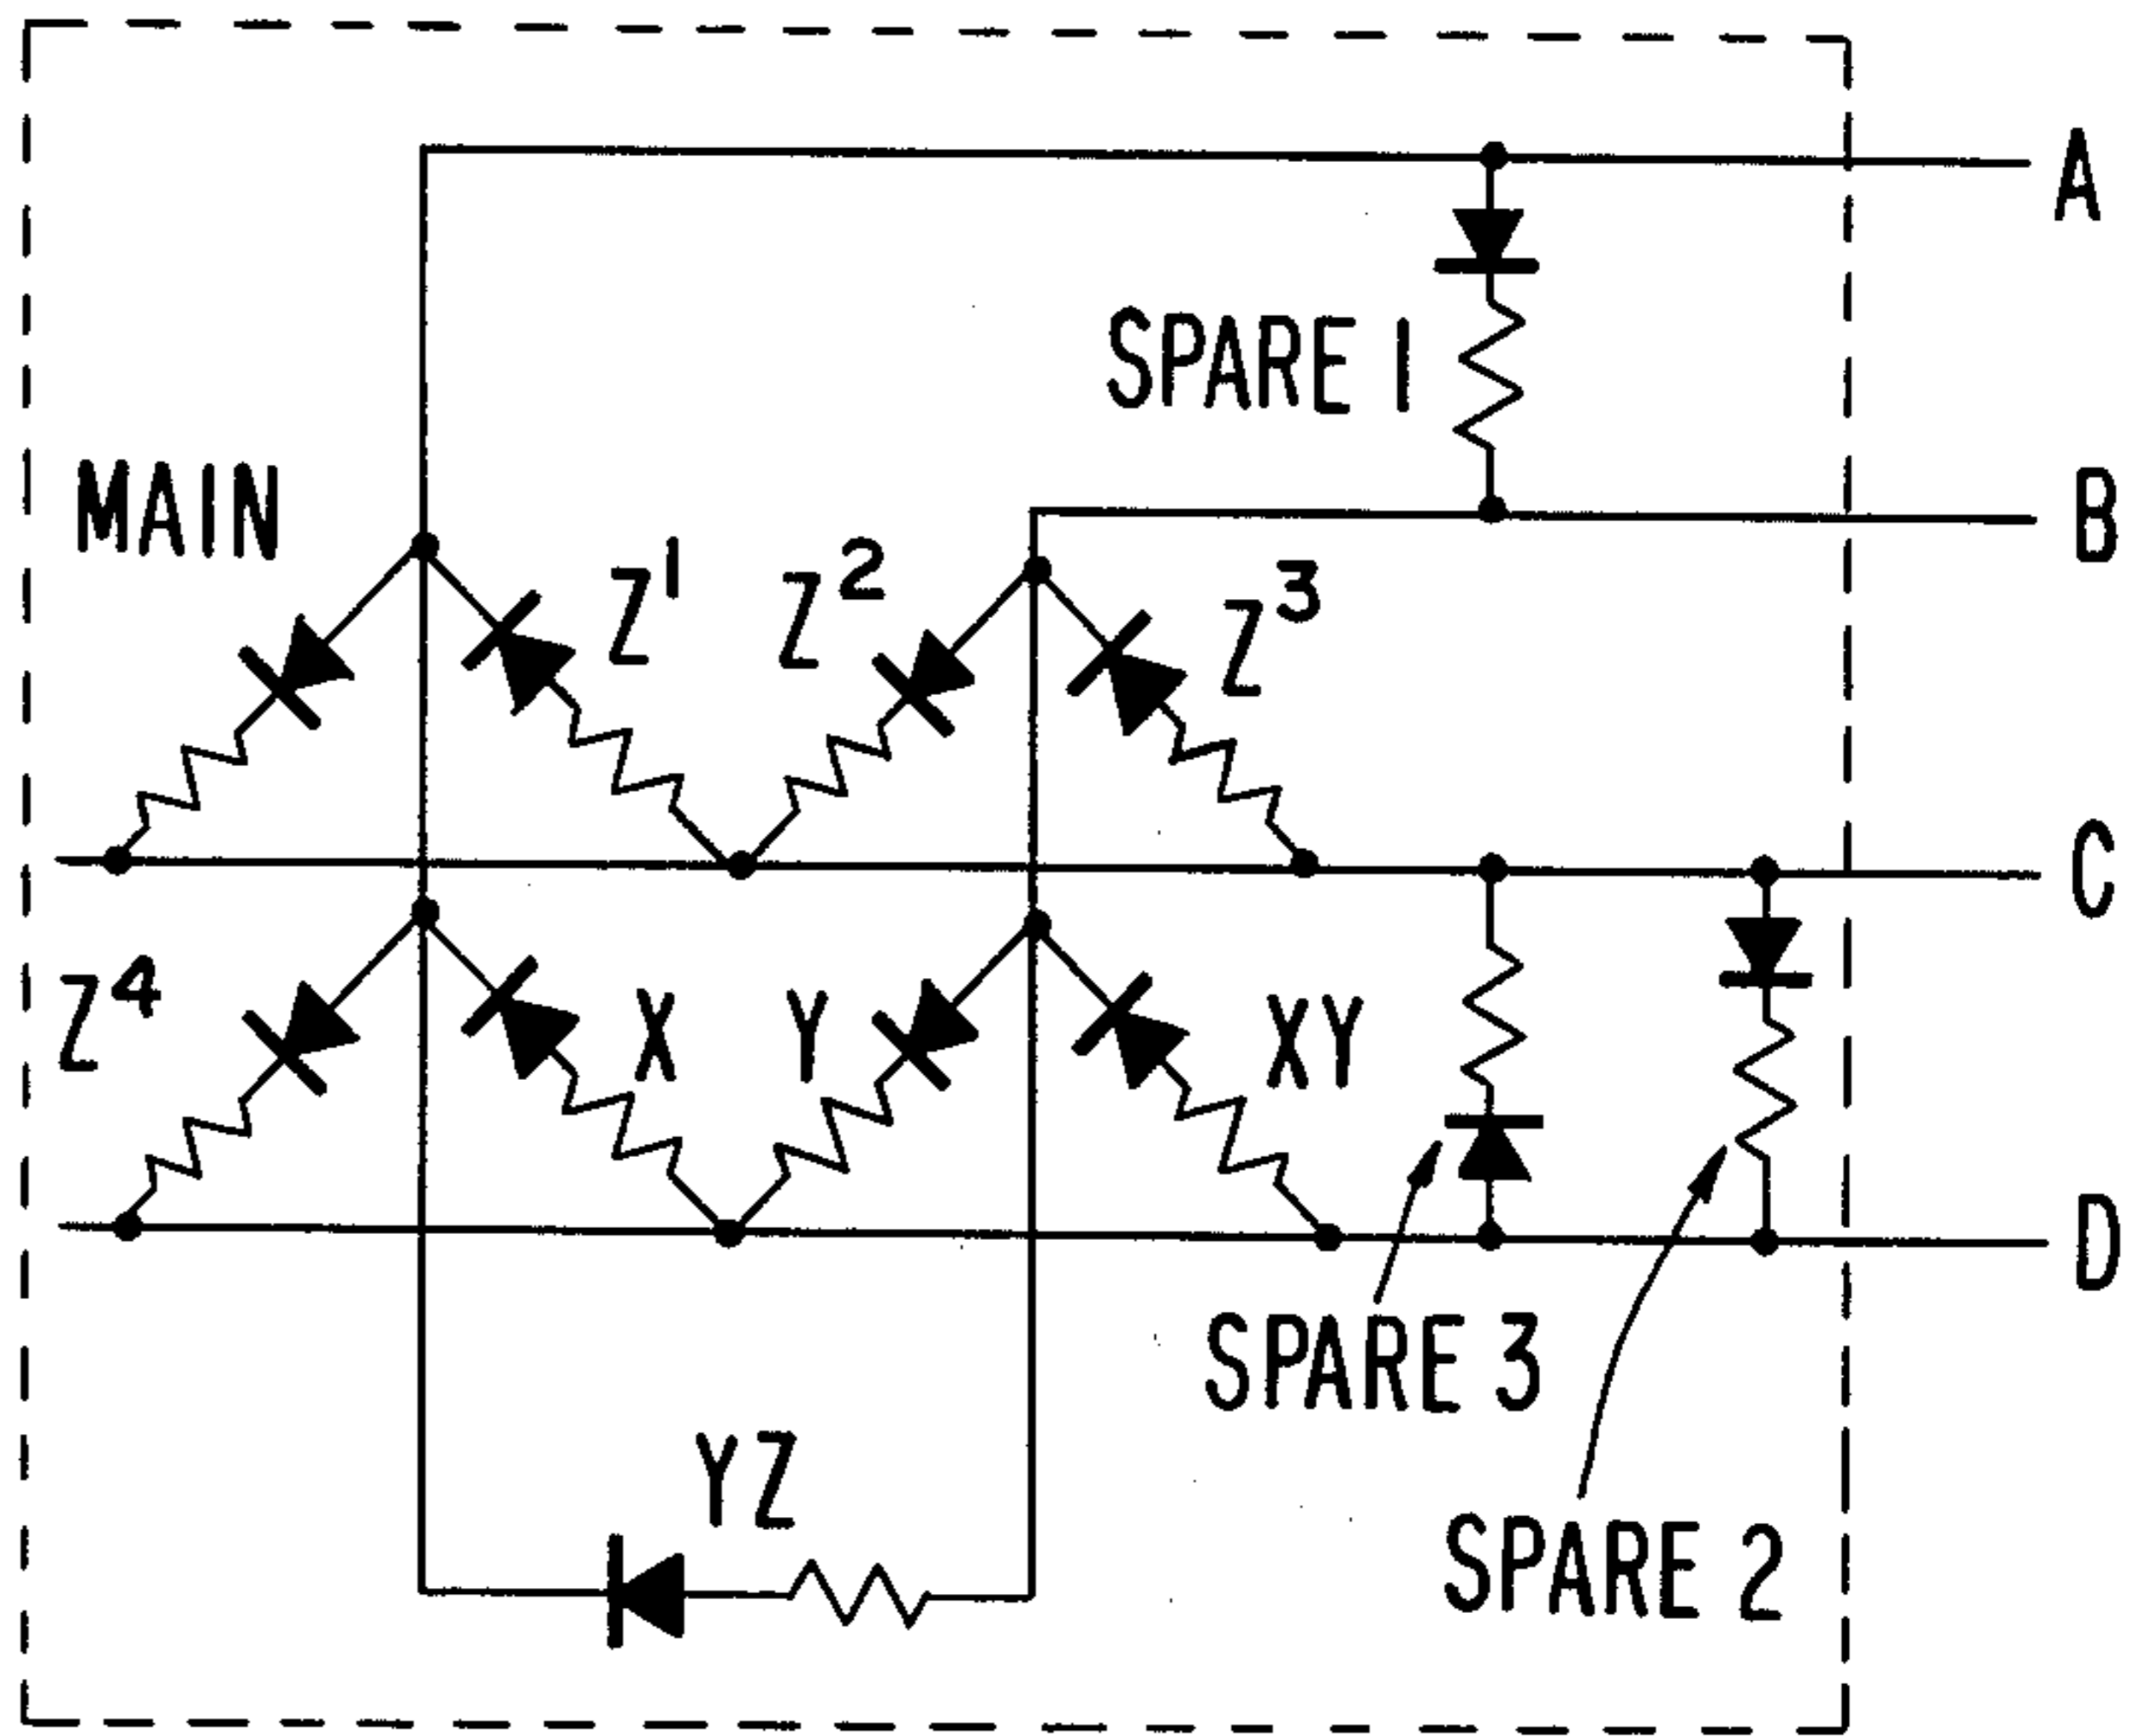 A
SPARE 1
MAIN
B
Z¹
Z²
Z³
C
Z⁴
X
Y
XY
D
SPARE 3
YZ
SPARE 2